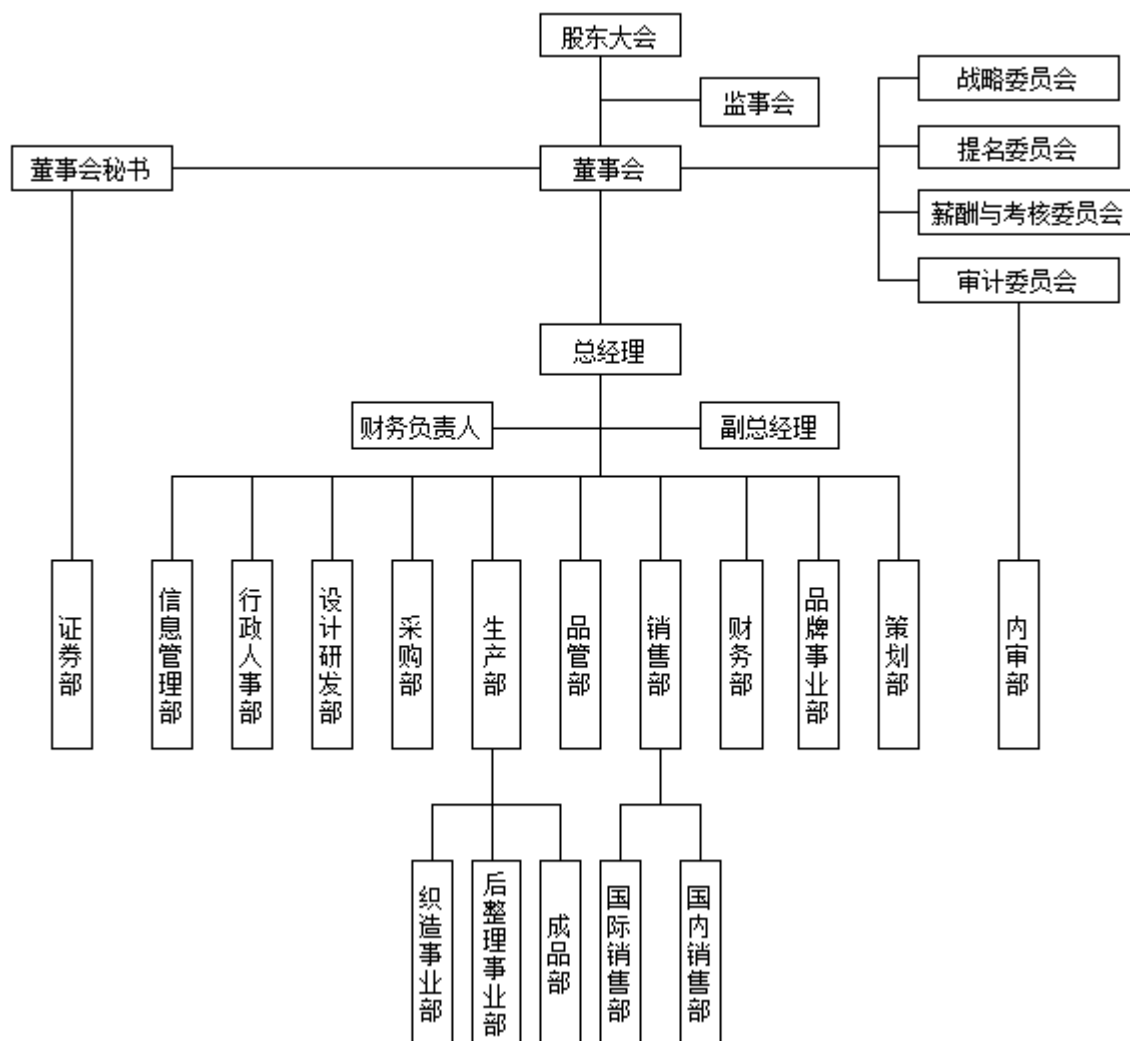 股东大会
监事会
战略委员会
提名委员会
董事会秘书
董事会
薪酬与考核委员会
审计委员会
总经理
财务负责人
副总经理
证券部
信息管理部
行政人事部
设计研发部
采购部
生产部
品管部
销售部
财务部
品牌事业部
策划部
内审部
织造事业部
后整理事业部
成品部
国际销售部
国内销售部